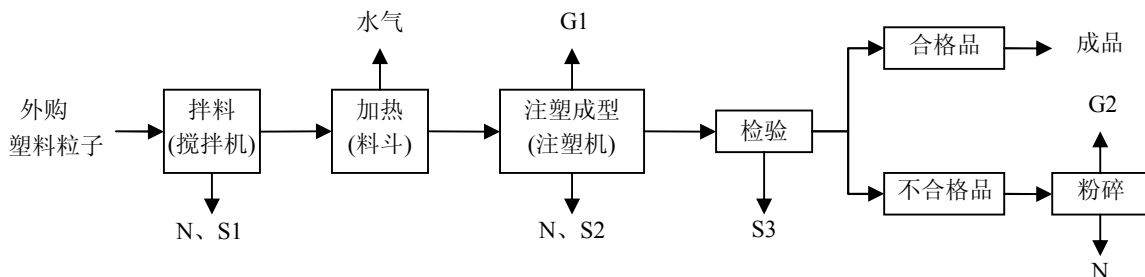 水气
G1
合格品
成品
外购
塑料粒子
拌料
(搅拌机)
加热
(料斗)
注塑成型
(注塑机)
检验
G2
不合格品
粉碎
N、S1
N、S2
S3
N